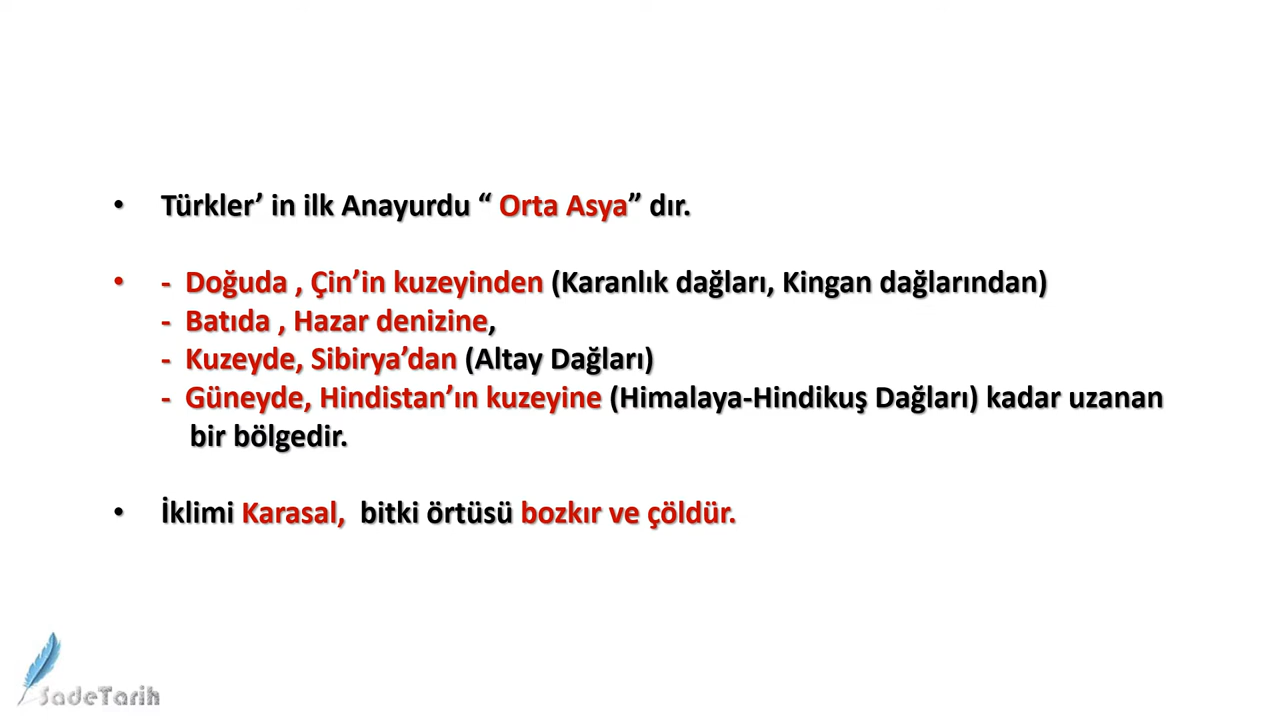 • Türkler’ in ilk Anayurdu “ Orta Asya” dır.
• - Doğuda , Çin’in kuzeyinden (Karanlık dağları, Kingan dağlarından)
- Batıda , Hazar denizine,
- Kuzeyde, Sibirya’dan (Altay Dağları)
- Güneyde, Hindistan’ın kuzeyine (Himalaya-Hindikuş Dağları) kadar uzanan
bir bölgedir.
• İklimi Karasal, bitki örtüsü bozkır ve çöldür.
SadeTarih